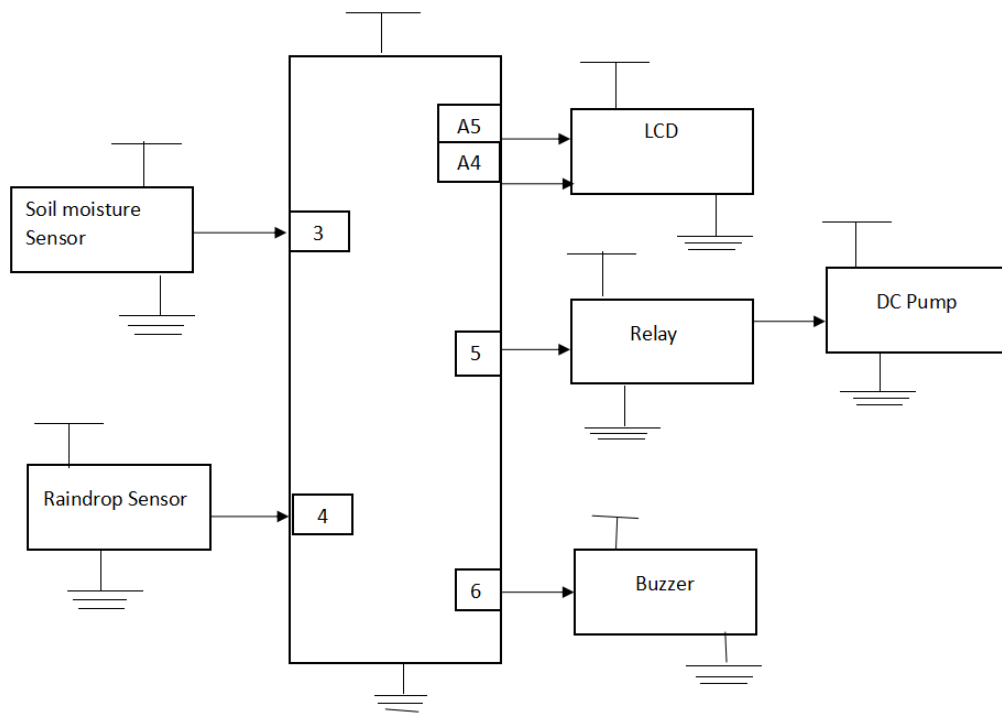 A5
LCD
A4
Soil moisture
Sensor
3
DC Pump
5
Relay
Raindrop Sensor
4
6
Buzzer